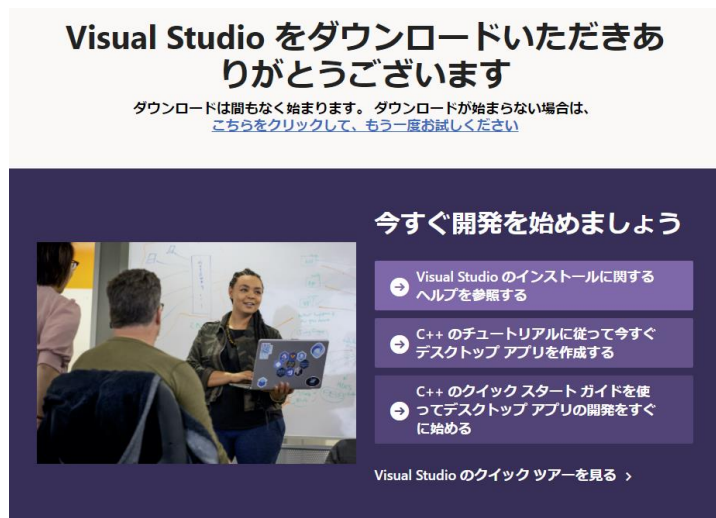 Visual Studio をダウンロードいただきあ
りがとうございます
ダウンロードは間もなく始まります。 ダウンロードが始まらない場合は、
こちらをクリックして、もう一度お試しください
今すぐ開発を始めましょう
Visual Studio のインストールに関する
ヘルプを参照する
C++ のチュートリアルに従って今すぐ
デスクトップ アプリを作成する
C++ のクイック スタート ガイドを使
ってデスクトップ アプリの開発をすぐ
に始める
Visual Studio のクイック ツアーを見る